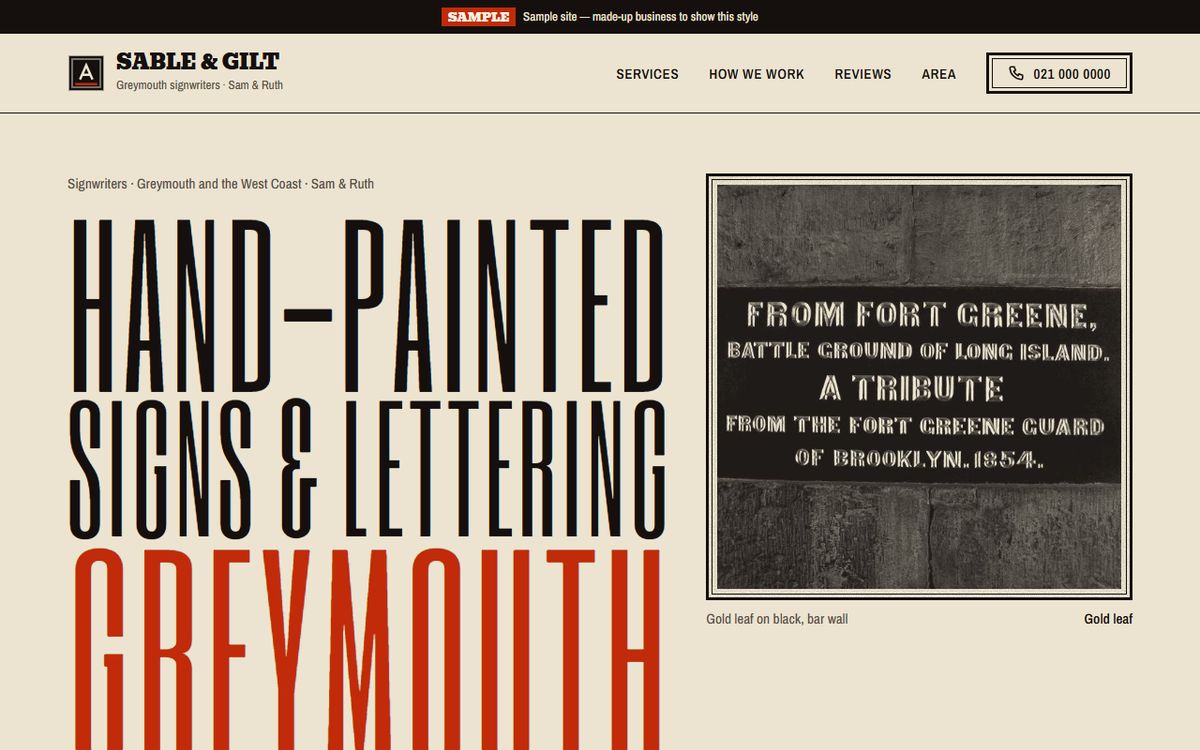 SAMPLE Sample site — made-up business to show this style
SABLE & GILT
Greymouth signwriters · Sam & Ruth
SERVICES HOW WE WORK REVIEWS AREA 021 000 0000
A
Signwriters · Greymouth and the West Coast · Sam & Ruth
HAND-PAINTED
SIGNS & LETTERING
GREYMOUTH
FROM FORT GREENE,
BATTLE GROUND OF LONG ISLAND.
A TRIBUTE
FROM THE FORT GREENE GUARD
OF BROOKLYN. 1854.
Gold leaf on black, bar wall
Gold leaf